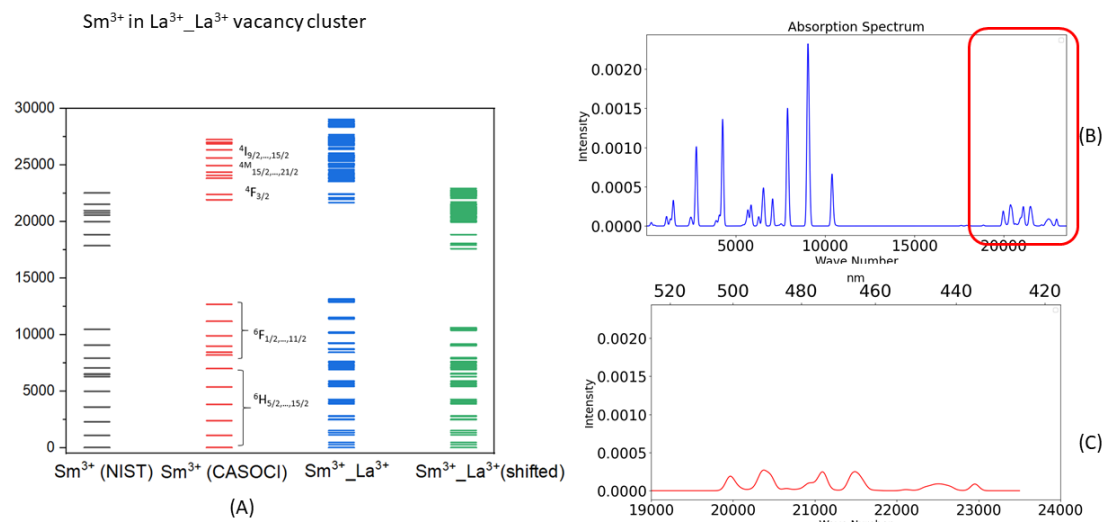 Sm³⁺ in La³⁺_La³⁺ vacancy cluster
30000
25000
20000
15000
10000
5000
0
⁴I₉/₂,...,₁₅/₂
⁴ᴹ ₁₅/₂,...,₂₁/₂
⁴F₃/₂
⁶F₁/₂,...,₁₁/₂
⁶H₅/₂,...,₁₅/₂
Sm³⁺ (NIST) Sm³⁺ (CASOCI) Sm³⁺_La³⁺ Sm³⁺_La³⁺(shifted)
(A)
Absorption Spectrum
0.0020
0.0015
0.0010
0.0005
0.0000
Intensity
5000 10000 15000 20000
Wave Number
(B)
nm
520 500 480 460 440 420
0.0020
0.0015
0.0010
0.0005
0.0000
Intensity
19000 20000 21000 22000 23000 24000
Wave Number
(C)